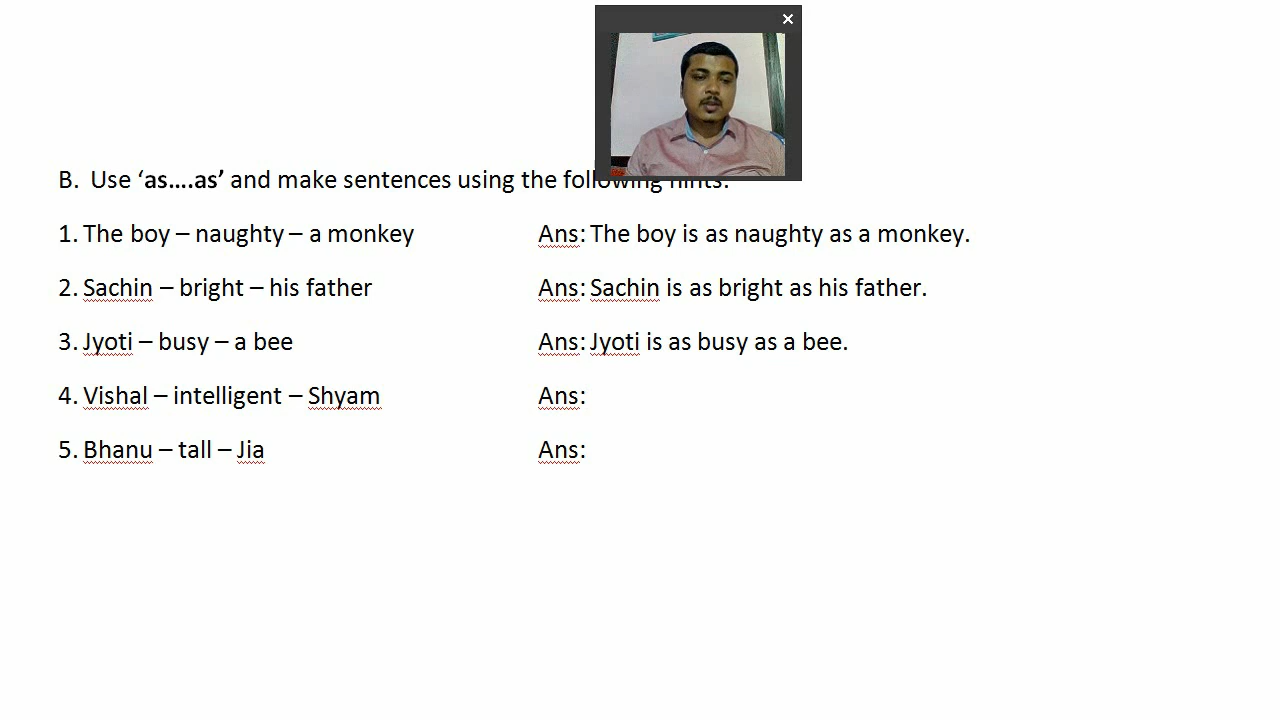 B. Use ‘as….as’ and make sentences using the following hints:
1. The boy – naughty – a monkey Ans: The boy is as naughty as a monkey.
2. Sachin – bright – his father Ans: Sachin is as bright as his father.
3. Jyoti – busy – a bee Ans: Jyoti is as busy as a bee.
4. Vishal – intelligent – Shyam Ans:
5. Bhanu – tall – Jia Ans: